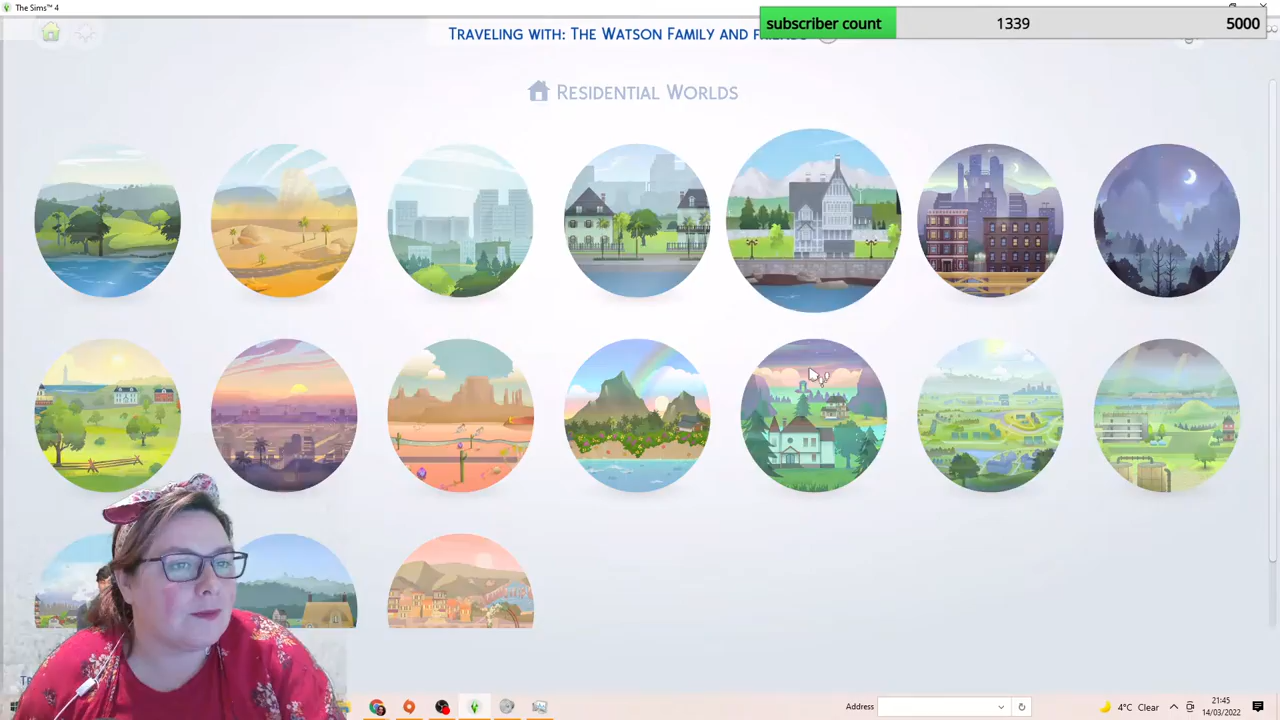 The Sims™ 4
subscriber count 1339 5000
Traveling with: The Watson Family and
Residential Worlds
Address
4°C Clear
21:45
14/03/2022